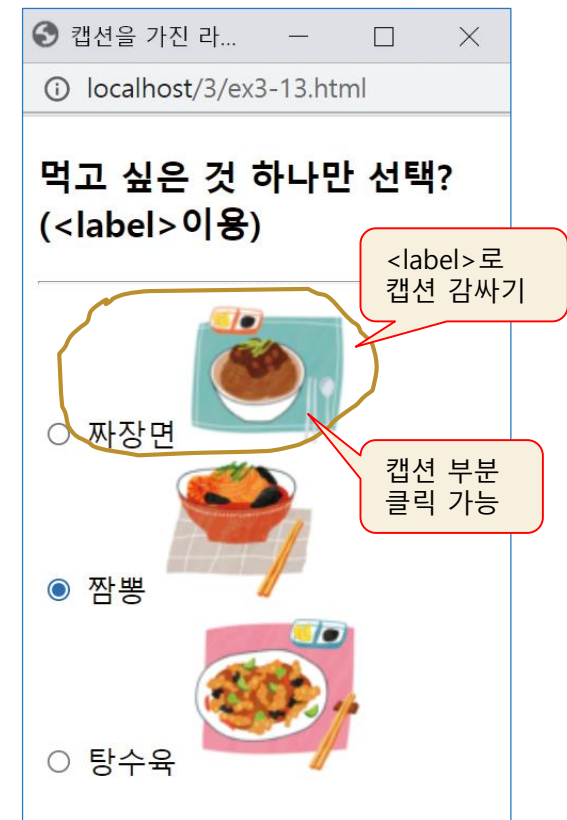 캡션을 가진 라...
localhost/3/ex3-13.html
먹고 싶은 것 하나만 선택?
(<label>이용)
<label>로
캡션 감싸기
짜장면
캡션 부분
클릭 가능
짬뽕
탕수육